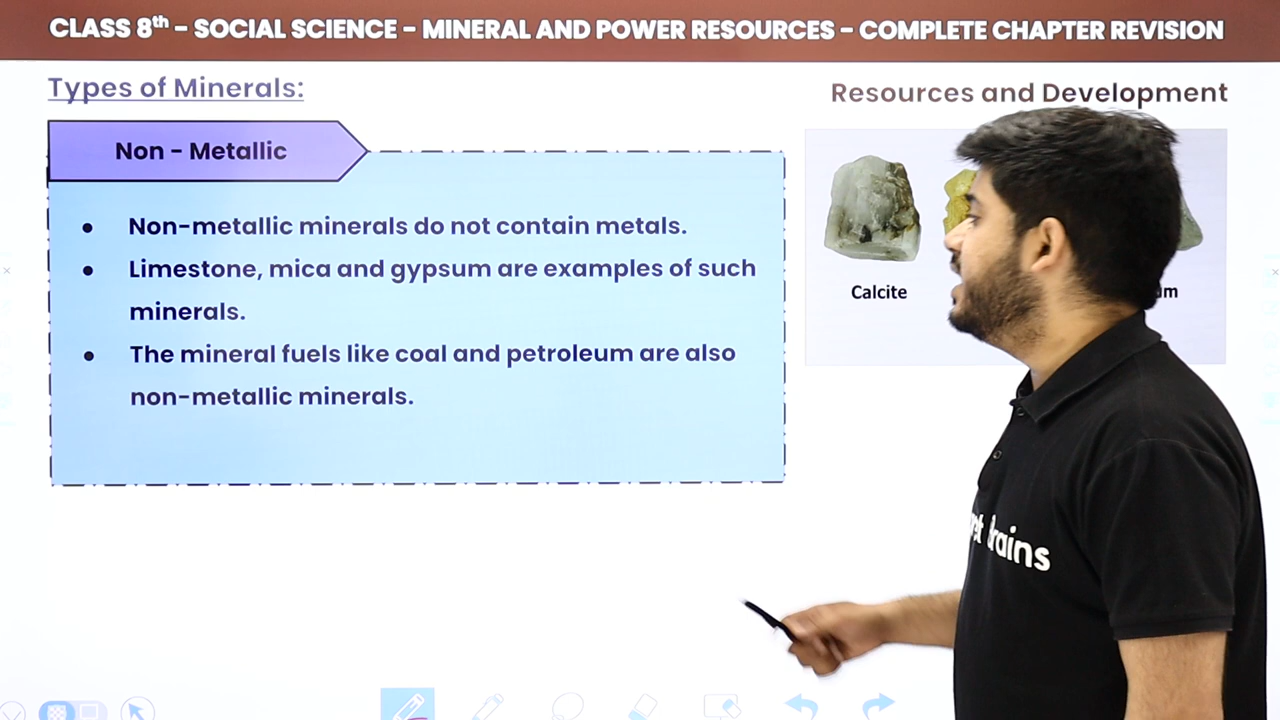 CLASS 8th – SOCIAL SCIENCE – MINERAL AND POWER RESOURCES – COMPLETE CHAPTER REVISION
Types of Minerals:
Resources and Development
Non - Metallic
• Non-metallic minerals do not contain metals.
• Limestone, mica and gypsum are examples of such
minerals.
• The mineral fuels like coal and petroleum are also
non-metallic minerals.
Calcite